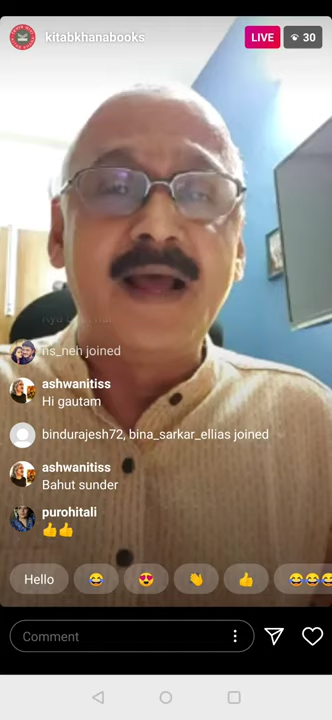 kitabkhanabooks
LIVE
30
ns_neh joined
ashwanitiss
Hi gautam
bindurajesh72, bina_sarkar_ellias joined
ashwanitiss
Bahut sunder
purohitali
👍👍
Hello
😂
😍
👏
👍
😂😂😂
Comment